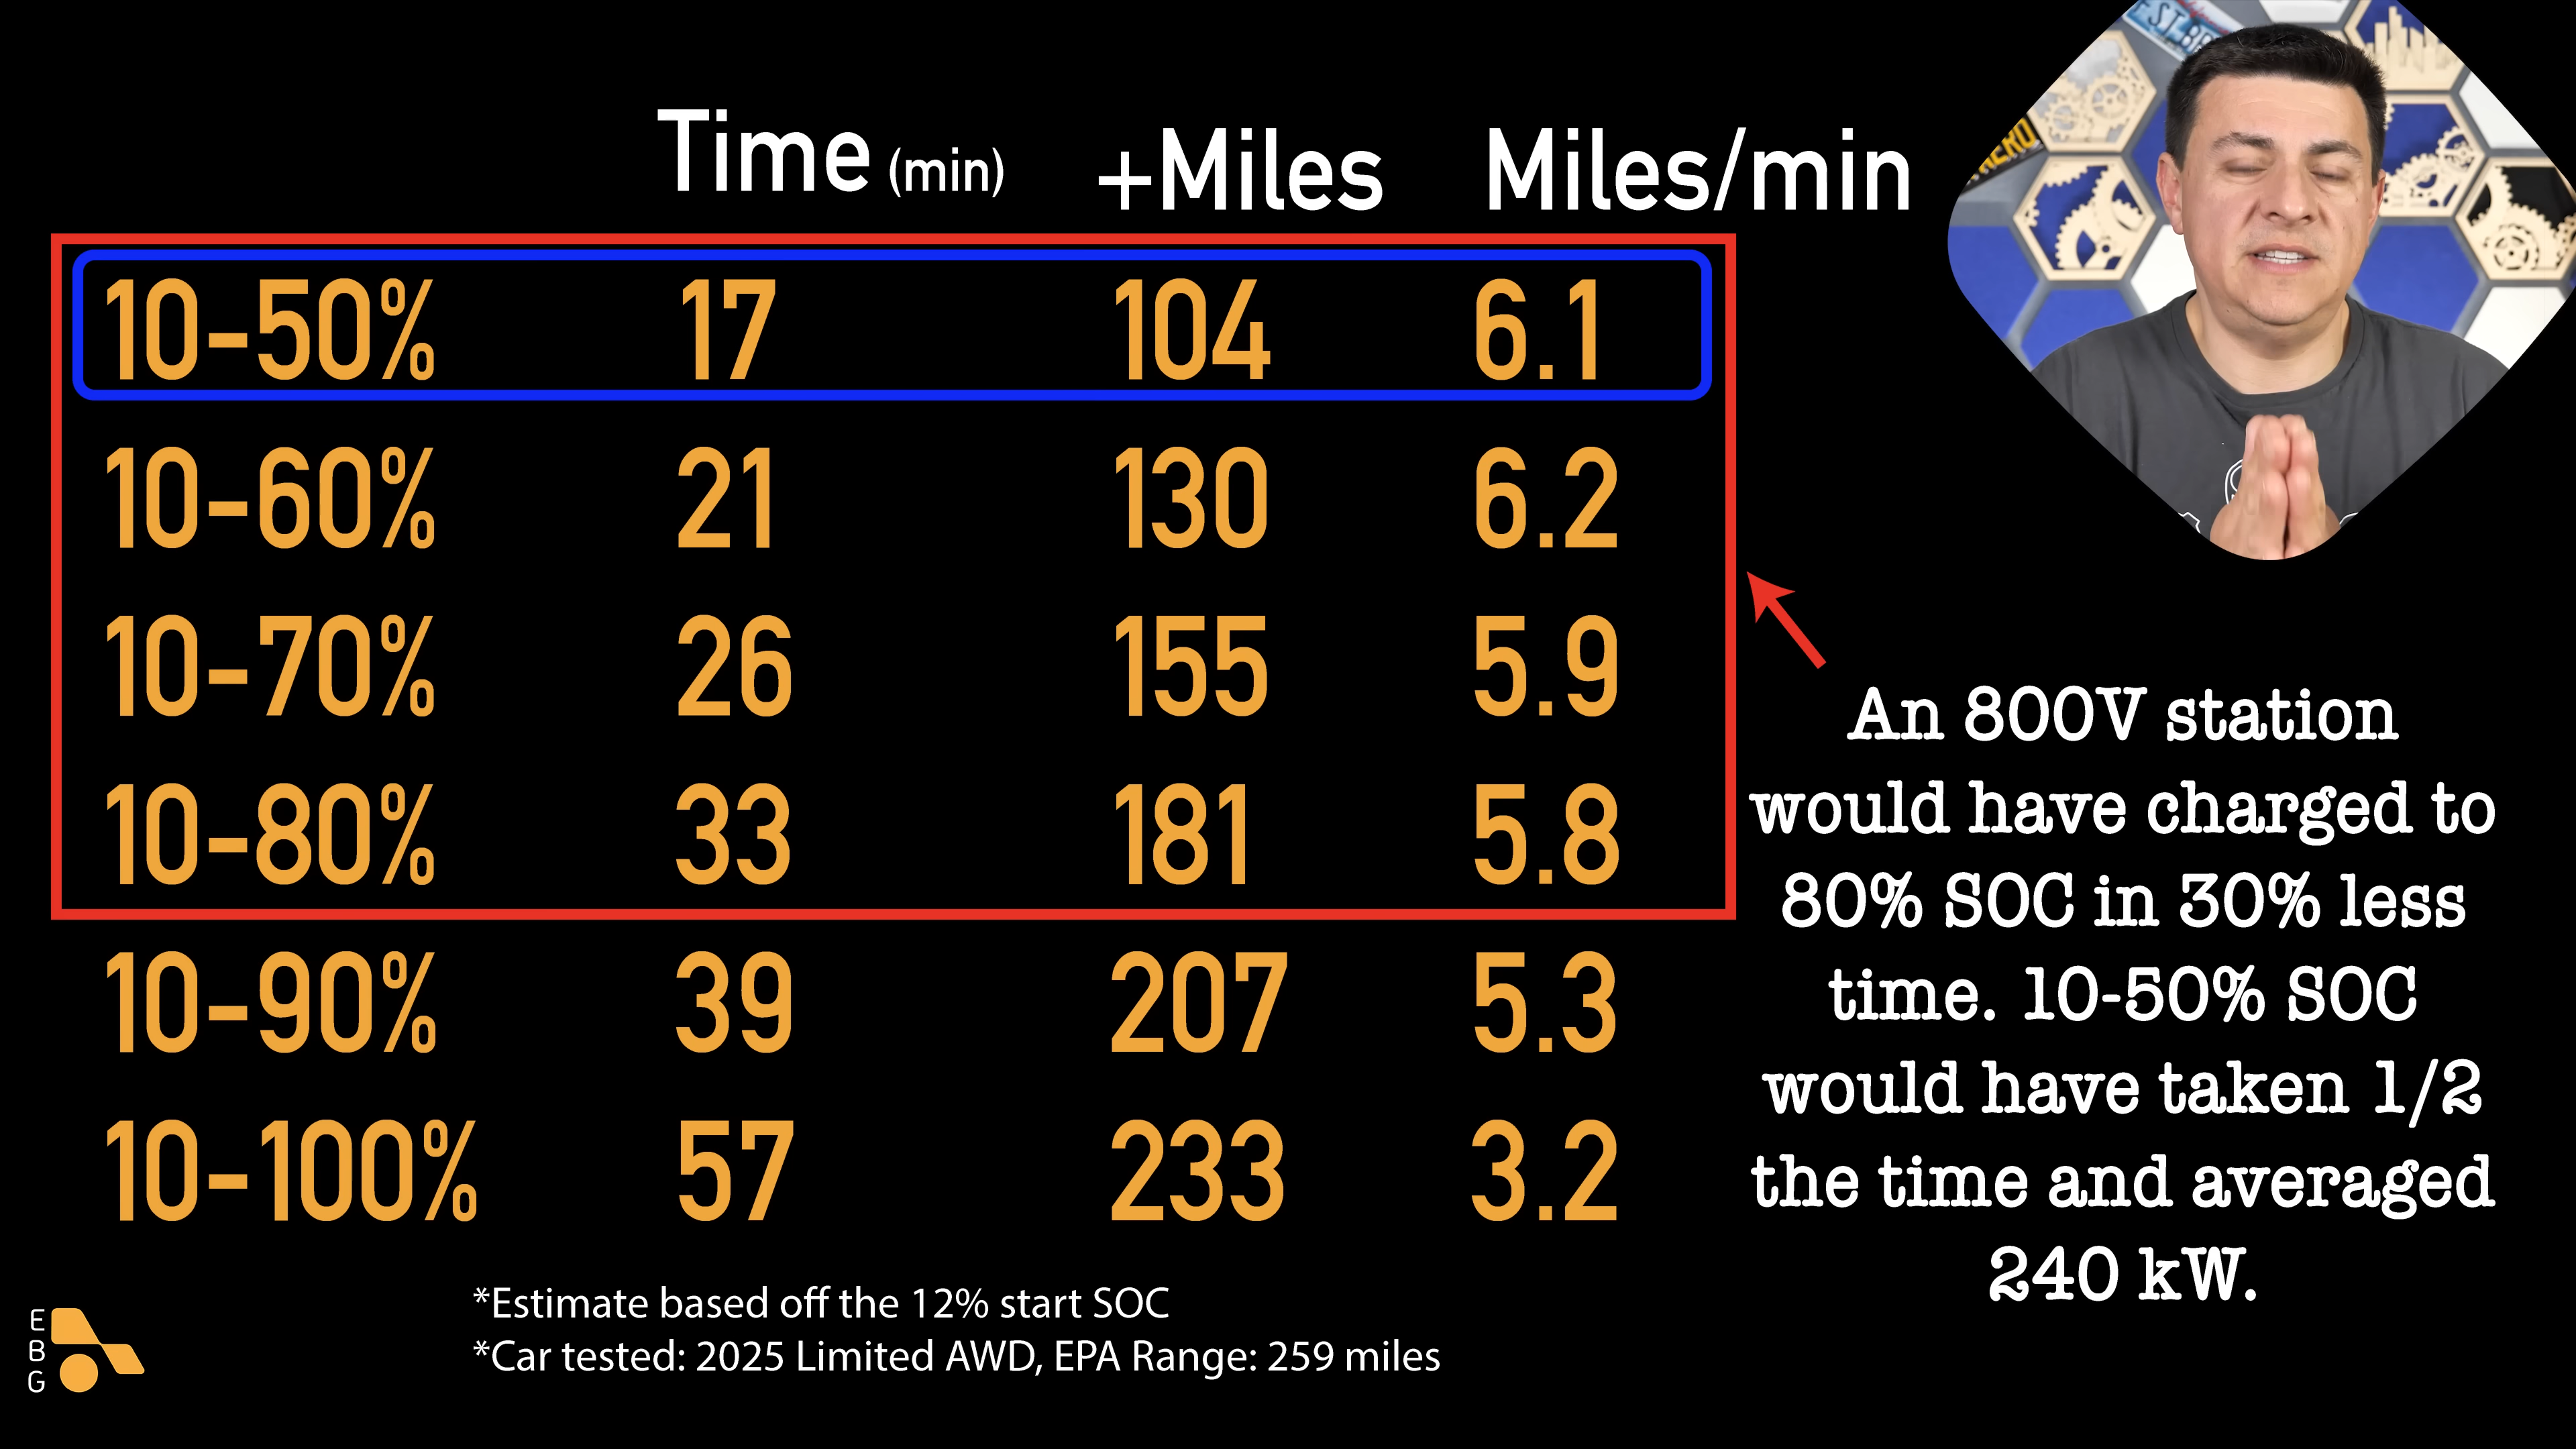 Time (min) +Miles Miles/min
10-50% 17 104 6.1
10-60% 21 130 6.2
10-70% 26 155 5.9
10-80% 33 181 5.8
10-90% 39 207 5.3
10-100% 57 233 3.2
An 800V station
would have charged to
80% SOC in 30% less
time. 10-50% SOC
would have taken 1/2
the time and averaged
240 kW.
*Estimate based off the 12% start SOC
*Car tested: 2025 Limited AWD, EPA Range: 259 miles
E
B
G